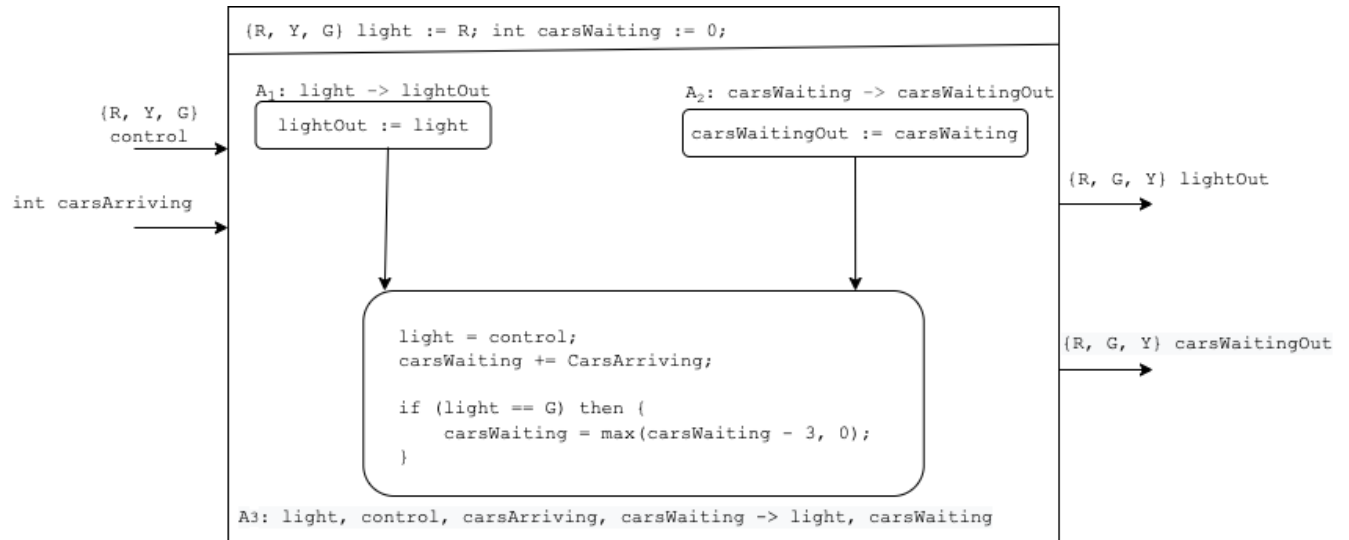 {R, Y, G} light := R; int carsWaiting := 0;
A1: light -> lightOut
lightOut := light
A2: carsWaiting -> carsWaitingOut
carsWaitingOut := carsWaiting
{R, Y, G}
control
int carsArriving
{R, G, Y} lightOut
{R, G, Y} carsWaitingOut
light = control;
carsWaiting += CarsArriving;
if (light == G) then {
carsWaiting = max(carsWaiting - 3, 0);
}
A3: light, control, carsArriving, carsWaiting -> light, carsWaiting